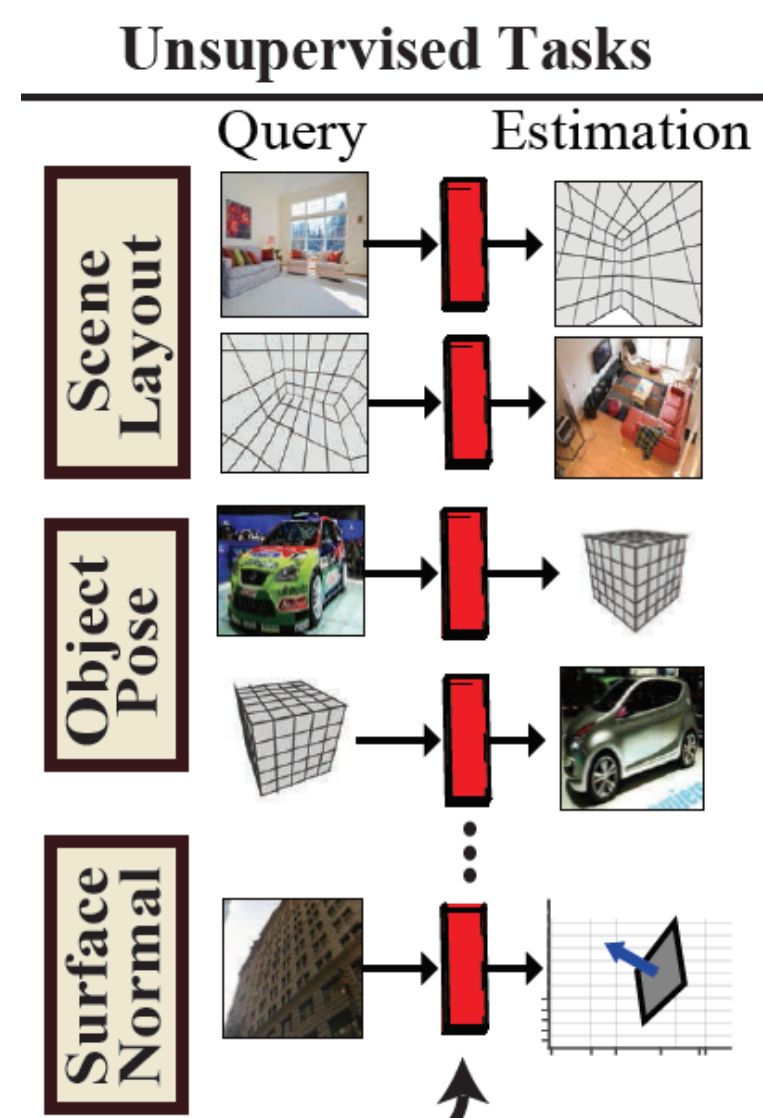 Unsupervised Tasks
Query
Estimation
Scene
Layout
Object
Pose
Surface
Normal